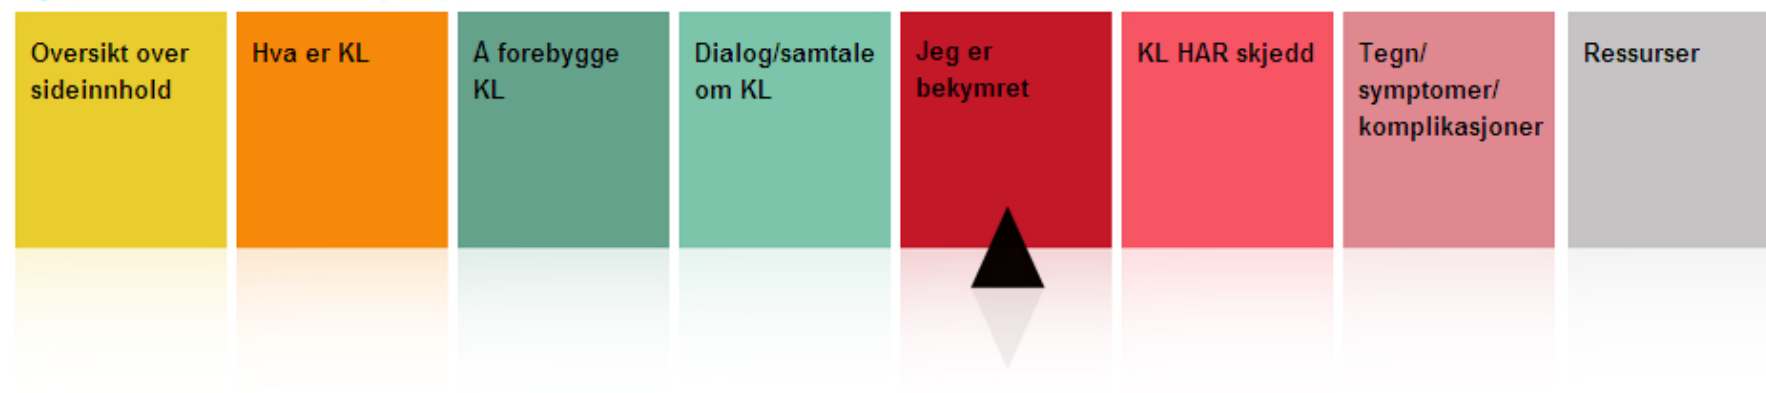 Oversikt over
sideinnhold
Hva er KL
Å forebygge
KL
Dialog/samtale
om KL
Jeg er
bekymret
KL HAR skjedd
Tegn/
symptomer/
komplikasjoner
Ressurser